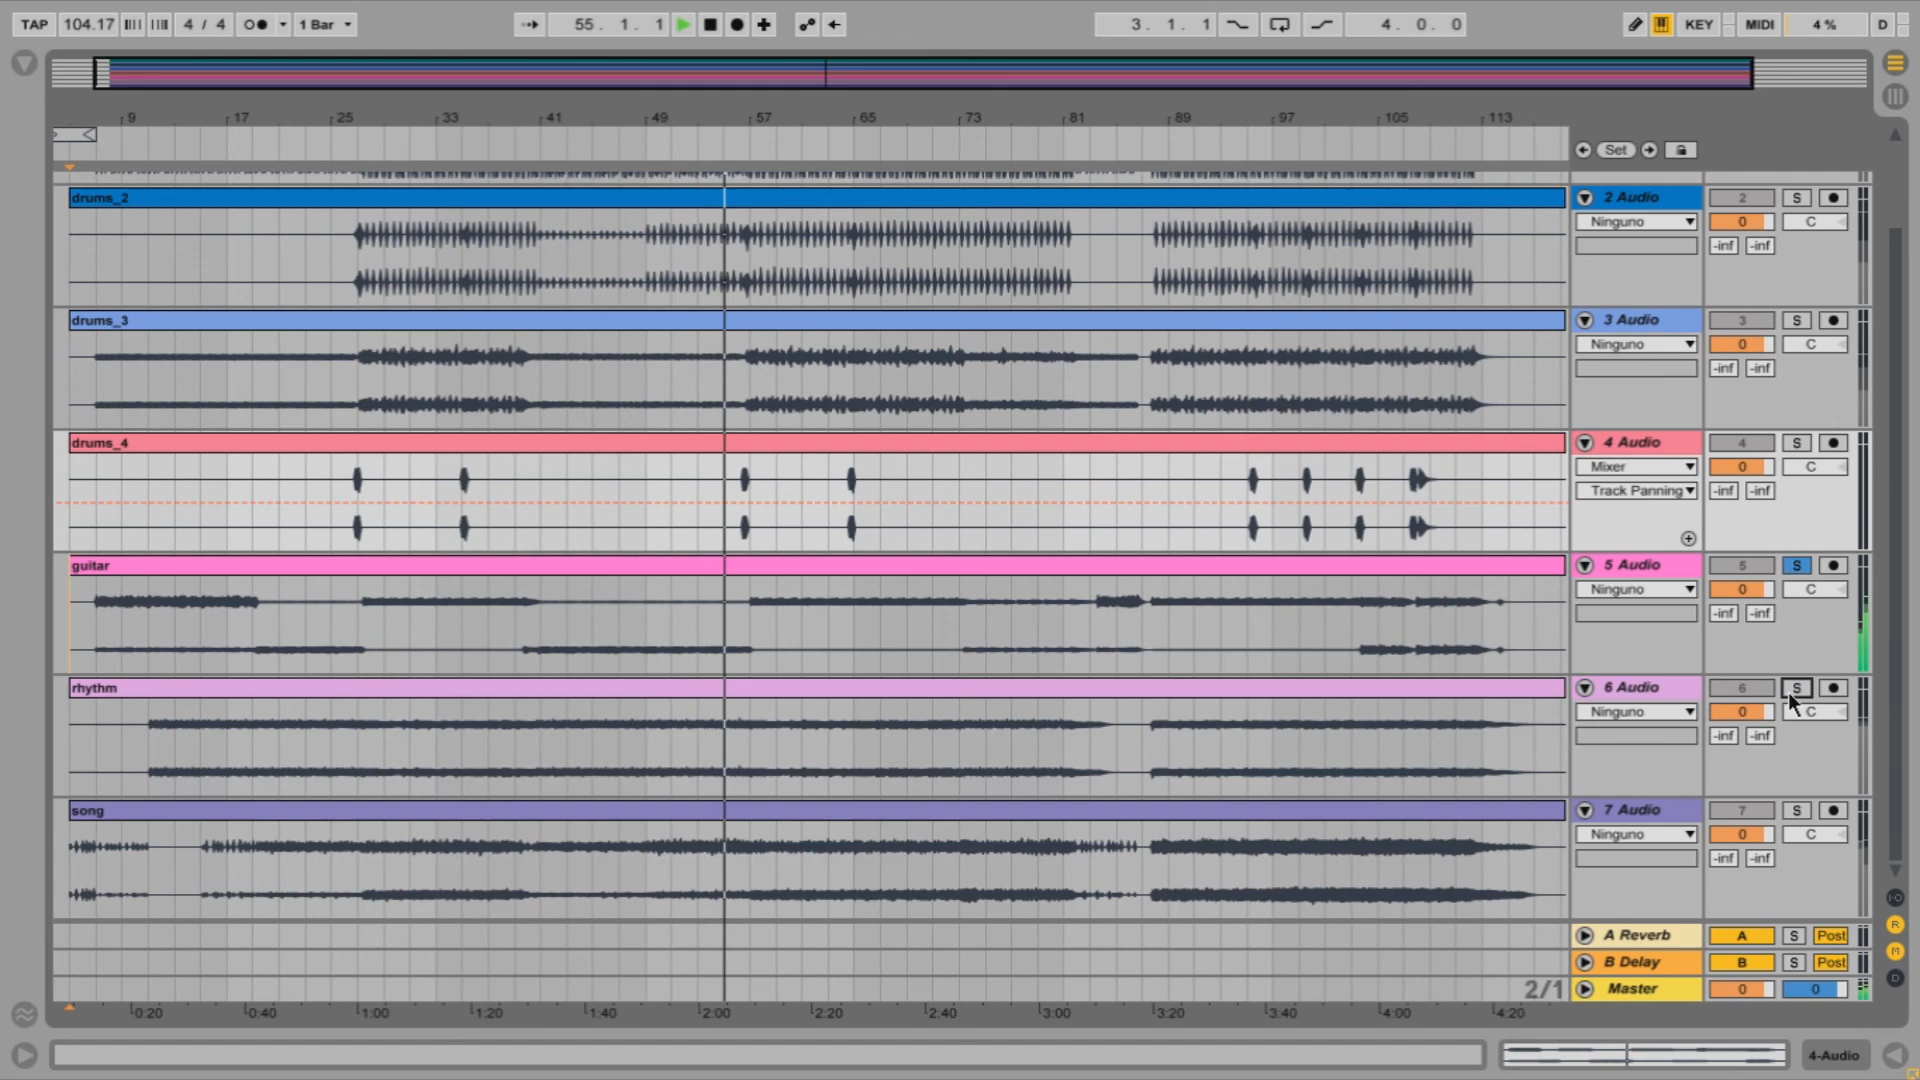 TAP 104.17 4 / 4 1 Bar 55. 1. 1 3. 1. 1 4. 0. 0 KEY MIDI 4 % D
9 17 25 33 41 49 57 65 73 81 89 97 105 113
Set
drums_2 2 Audio 2 S
Ninguno 0 C
-inf -inf
drums_3 3 Audio 3 S
Ninguno 0 C
-inf -inf
drums_4 4 Audio 4 S
Mixer 0 C
Track Panning -inf -inf
guitar 5 Audio 5 S
Ninguno 0 C
-inf -inf
rhythm 6 Audio 6 S
Ninguno 0 C
-inf -inf
song 7 Audio 7 S
Ninguno 0 C
-inf -inf
I-O
R
A Reverb A S Post
M
B Delay B S Post
D
2/1 Master 0 0
0:20 0:40 1:00 1:20 1:40 2:00 2:20 2:40 3:00 3:20 3:40 4:00 4:20
4-Audio